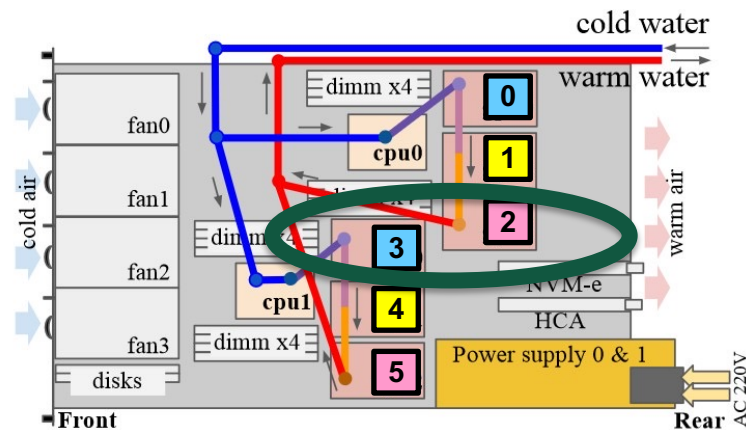 cold water
warm water
dimm x4
0
fan0
cpu0
1
cold air
fan1
2
warm air
dimm x4
3
fan2
NVM-e
cpu1
4
HCA
fan3
dimm x4
Power supply 0 & 1
disks
5
AC 220V
Front
Rear